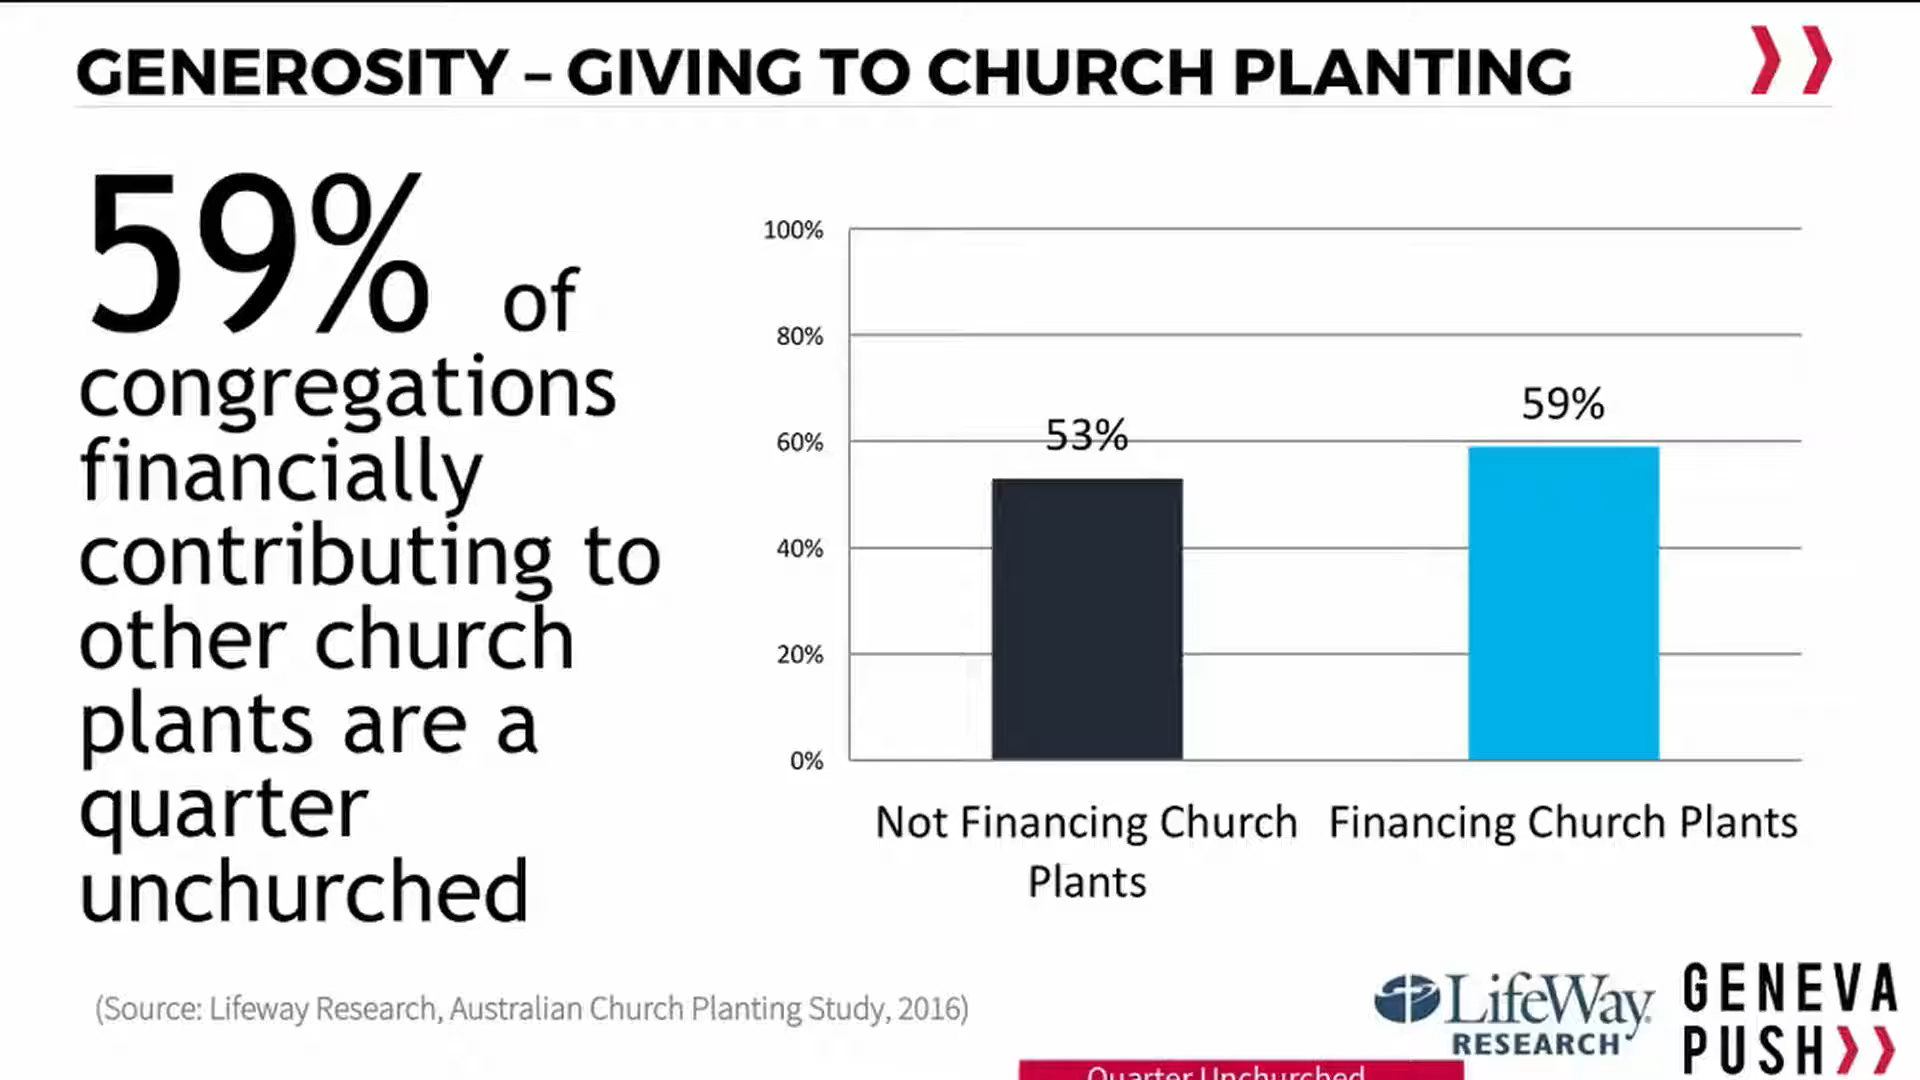 GENEROSITY – GIVING TO CHURCH PLANTING
59% of
congregations
financially
contributing to
other church
plants are a
quarter
unchurched
100%
80%
60%
40%
20%
0%
53%
59%
Not Financing Church
Plants
Financing Church Plants
(Source: Lifeway Research, Australian Church Planting Study, 2016)
LifeWay
RESEARCH
GENEVA
PUSH
Quarter Unchurched